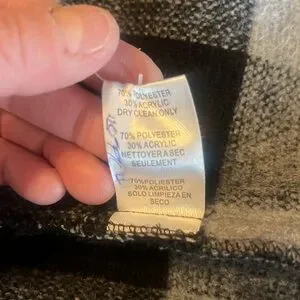 70% POLYESTER
30% ACRYLIC
DRY CLEAN ONLY
70% POLYESTER
30% ACRYLIC
NETTOYER A SEC
SEULEMENT
70%POLIESTER
30% ACRILICO
SOLO LIMPIEZA EN
SECO